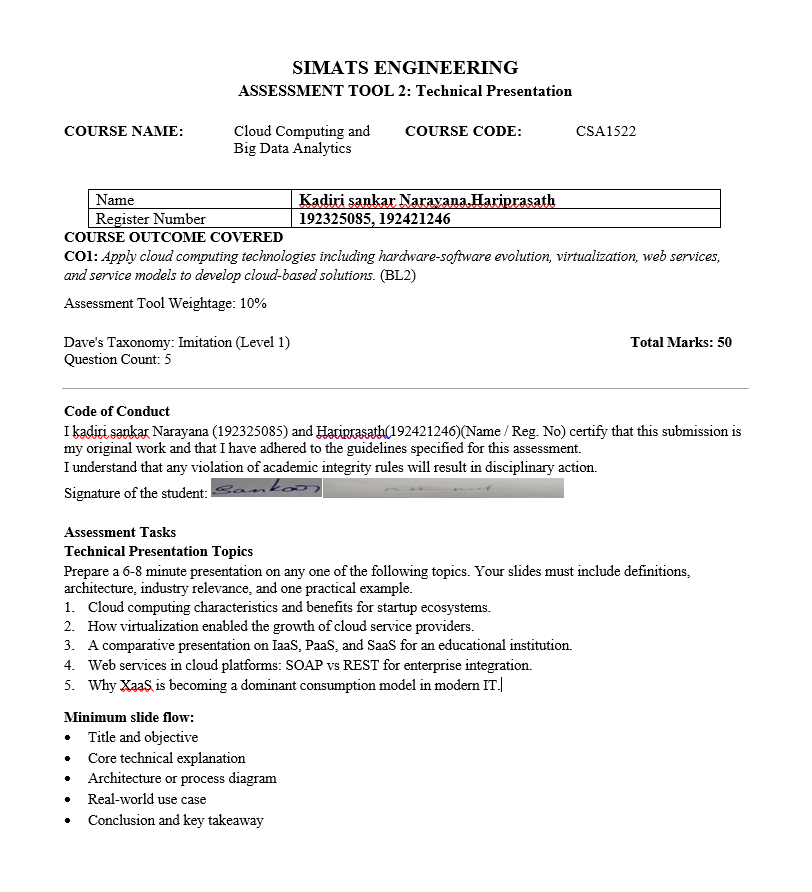 SIMATS ENGINEERING
ASSESSMENT TOOL 2: Technical Presentation
COURSE NAME: Cloud Computing and COURSE CODE: CSA1522
Big Data Analytics
Name Kadiri sankar Narayana,Hariprasath
Register Number 192325085, 192421246
COURSE OUTCOME COVERED
CO1: Apply cloud computing technologies including hardware-software evolution, virtualization, web services,
and service models to develop cloud-based solutions. (BL2)
Assessment Tool Weightage: 10%
Dave's Taxonomy: Imitation (Level 1) Total Marks: 50
Question Count: 5
Code of Conduct
I kadiri sankar Narayana (192325085) and Hariprasath(192421246)(Name / Reg. No) certify that this submission is
my original work and that I have adhered to the guidelines specified for this assessment.
I understand that any violation of academic integrity rules will result in disciplinary action.
Signature of the student: Sankar
Assessment Tasks
Technical Presentation Topics
Prepare a 6-8 minute presentation on any one of the following topics. Your slides must include definitions,
architecture, industry relevance, and one practical example.
1. Cloud computing characteristics and benefits for startup ecosystems.
2. How virtualization enabled the growth of cloud service providers.
3. A comparative presentation on IaaS, PaaS, and SaaS for an educational institution.
4. Web services in cloud platforms: SOAP vs REST for enterprise integration.
5. Why XaaS is becoming a dominant consumption model in modern IT.
Minimum slide flow:
• Title and objective
• Core technical explanation
• Architecture or process diagram
• Real-world use case
• Conclusion and key takeaway